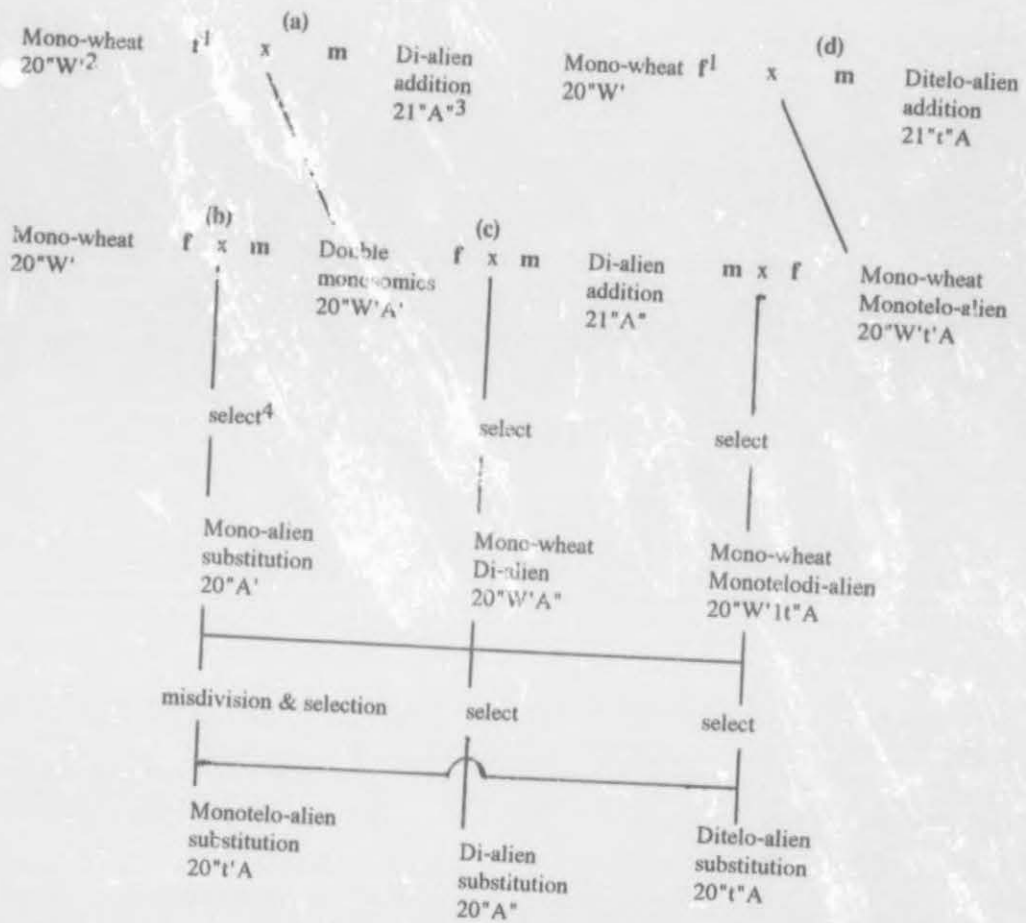 (a)
Mono-wheat f¹ x m Di-alien
20"W'² addition
21"A"³
(d)
Mono-wheat f¹ x m Ditelo-alien
20"W' addition
21"t"A
(b)
Mono-wheat f x m Double
20"W' monosomics
20"W'A'
(c)
f x m Di-alien
addition
21"A"
m x f Mono-wheat
Monotelo-alien
20"W't'A
select⁴
select
select
Mono-alien
substitution
20"A'
Mono-wheat
Di-alien
20"W'A"
Mono-wheat
Monotelodi-alien
20"W'1t"A
misdivision & selection
select
select
Monotelo-alien
substitution
20"t'A
Di-alien
substitution
20"A"
Ditelo-alien
substitution
20"t"A